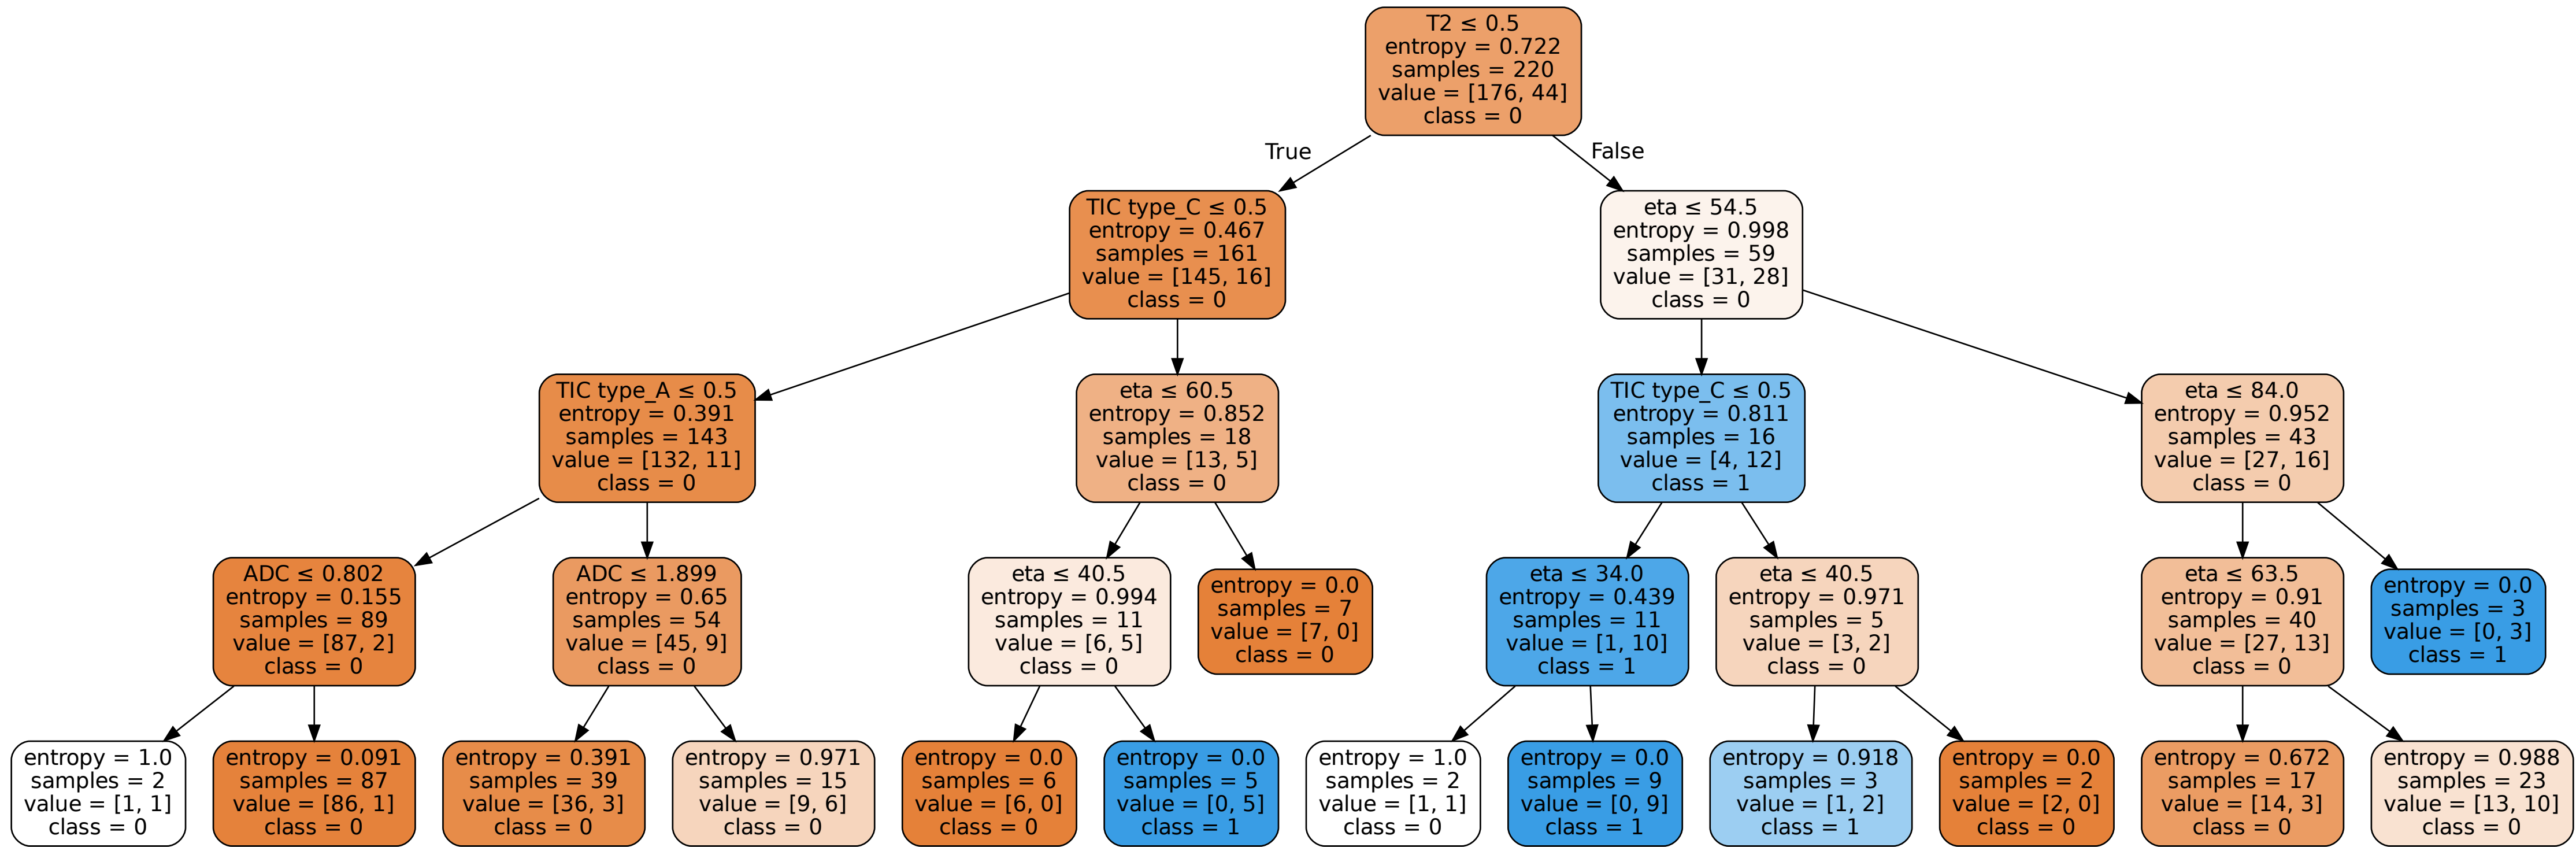 T2 ≤ 0.5
entropy = 0.722
samples = 220
value = [176, 44]
class = 0
True
False
TIC type_C ≤ 0.5
entropy = 0.467
samples = 161
value = [145, 16]
class = 0
eta ≤ 54.5
entropy = 0.998
samples = 59
value = [31, 28]
class = 0
TIC type_A ≤ 0.5
entropy = 0.391
samples = 143
value = [132, 11]
class = 0
eta ≤ 60.5
entropy = 0.852
samples = 18
value = [13, 5]
class = 0
TIC type_C ≤ 0.5
entropy = 0.811
samples = 16
value = [4, 12]
class = 1
eta ≤ 84.0
entropy = 0.952
samples = 43
value = [27, 16]
class = 0
ADC ≤ 0.802
entropy = 0.155
samples = 89
value = [87, 2]
class = 0
ADC ≤ 1.899
entropy = 0.65
samples = 54
value = [45, 9]
class = 0
eta ≤ 40.5
entropy = 0.994
samples = 11
value = [6, 5]
class = 0
entropy = 0.0
samples = 7
value = [7, 0]
class = 0
eta ≤ 34.0
entropy = 0.439
samples = 11
value = [1, 10]
class = 1
eta ≤ 40.5
entropy = 0.971
samples = 5
value = [3, 2]
class = 0
eta ≤ 63.5
entropy = 0.91
samples = 40
value = [27, 13]
class = 0
entropy = 0.0
samples = 3
value = [0, 3]
class = 1
entropy = 1.0
samples = 2
value = [1, 1]
class = 0
entropy = 0.091
samples = 87
value = [86, 1]
class = 0
entropy = 0.391
samples = 39
value = [36, 3]
class = 0
entropy = 0.971
samples = 15
value = [9, 6]
class = 0
entropy = 0.0
samples = 6
value = [6, 0]
class = 0
entropy = 0.0
samples = 5
value = [0, 5]
class = 1
entropy = 1.0
samples = 2
value = [1, 1]
class = 0
entropy = 0.0
samples = 9
value = [0, 9]
class = 1
entropy = 0.918
samples = 3
value = [1, 2]
class = 1
entropy = 0.0
samples = 2
value = [2, 0]
class = 0
entropy = 0.672
samples = 17
value = [14, 3]
class = 0
entropy = 0.988
samples = 23
value = [13, 10]
class = 0